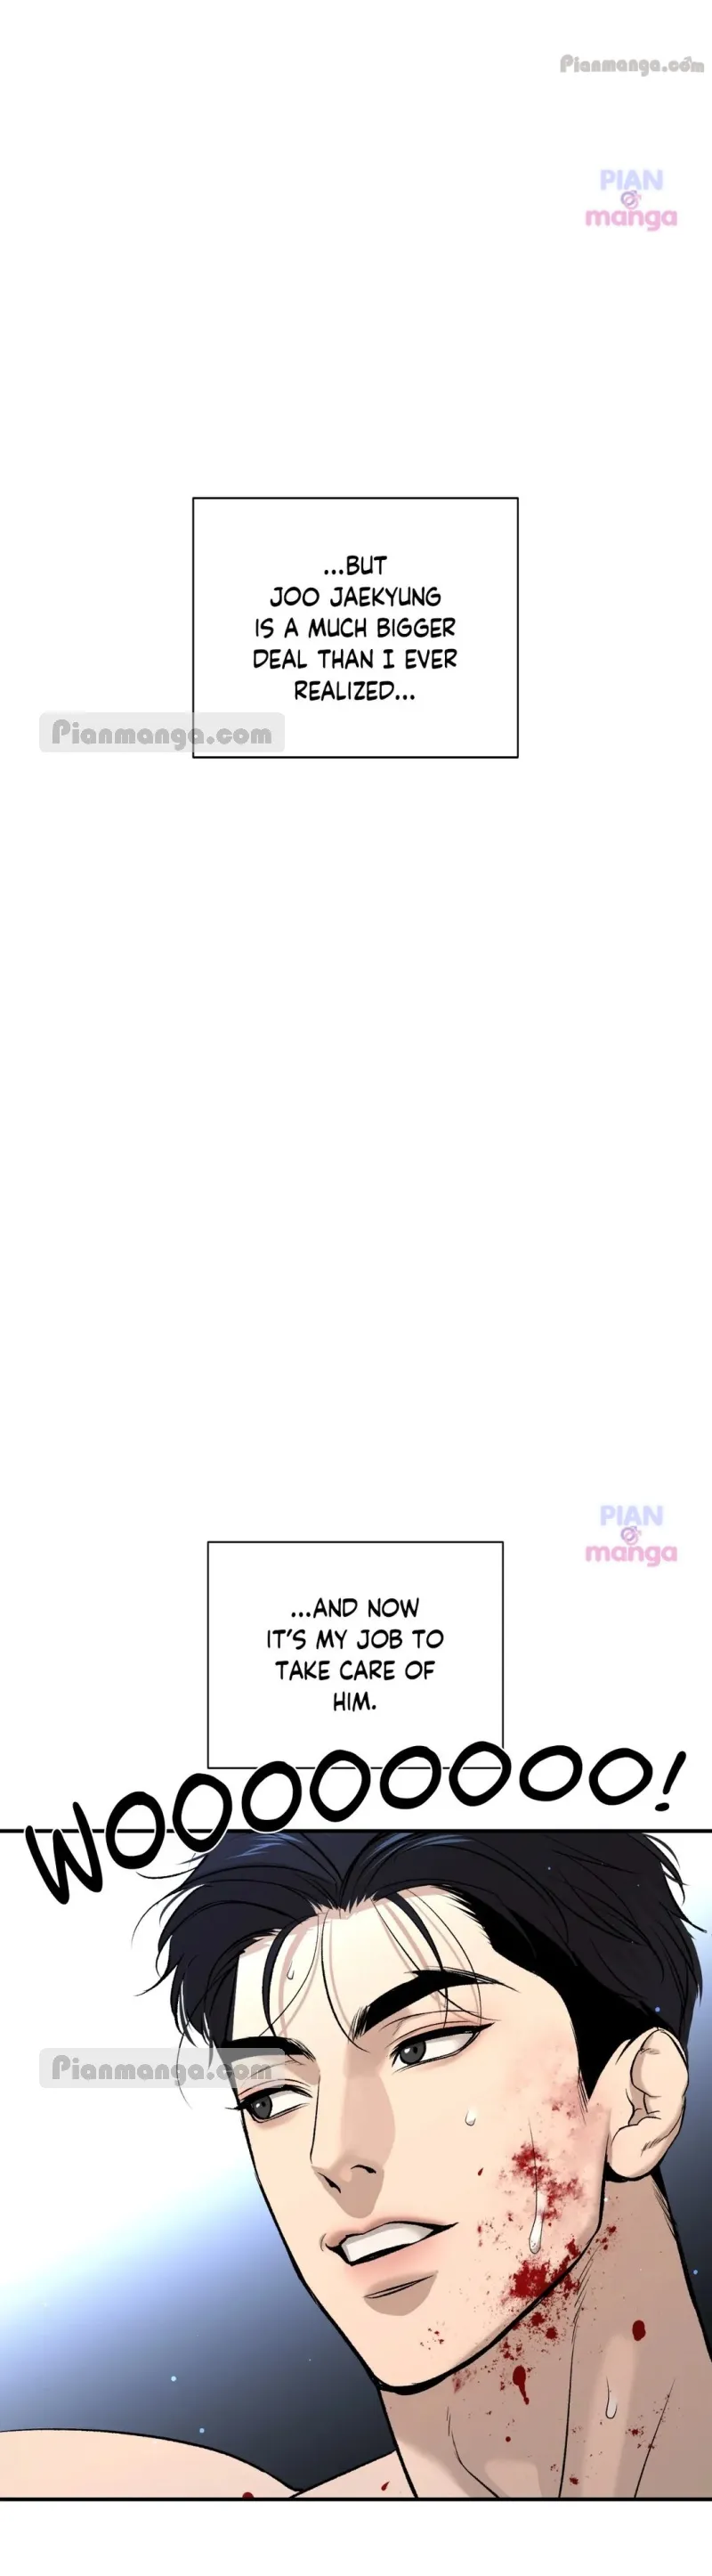 Pianmanga.com
PIAN
manga
...BUT
JOO JAEKYUNG
IS A MUCH BIGGER
DEAL THAN I EVER
REALIZED...
Pianmanga.com
PIAN
manga
...AND NOW
IT'S MY JOB TO
TAKE CARE OF
HIM.
WOOOOOOOO!
Pianmanga.com